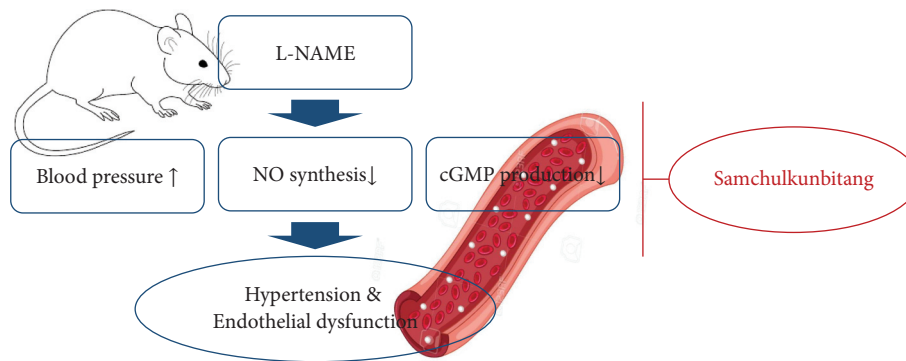 L-NAME
Blood pressure ↑
NO synthesis↓
cGMP production↓
Samchulkunbitang
Hypertension &
Endothelial dysfunction